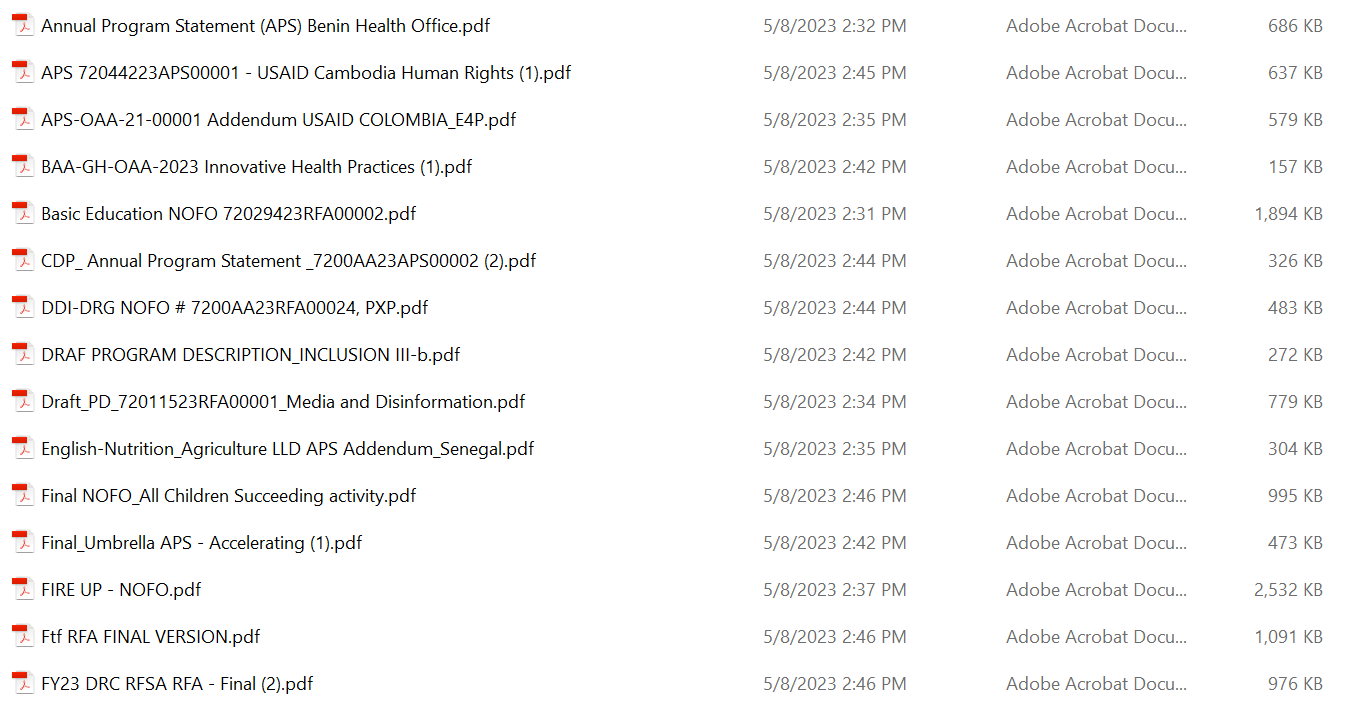 Annual Program Statement (APS) Benin Health Office.pdf 5/8/2023 2:32 PM Adobe Acrobat Docu... 686 KB
APS 72044223APS00001 - USAID Cambodia Human Rights (1).pdf 5/8/2023 2:45 PM Adobe Acrobat Docu... 637 KB
APS-OAA-21-00001 Addendum USAID COLOMBIA_E4P.pdf 5/8/2023 2:35 PM Adobe Acrobat Docu... 579 KB
BAA-GH-OAA-2023 Innovative Health Practices (1).pdf 5/8/2023 2:42 PM Adobe Acrobat Docu... 157 KB
Basic Education NOFO 72029423RFA00002.pdf 5/8/2023 2:31 PM Adobe Acrobat Docu... 1,894 KB
CDP_ Annual Program Statement _7200AA23APS00002 (2).pdf 5/8/2023 2:44 PM Adobe Acrobat Docu... 326 KB
DDI-DRG NOFO # 7200AA23RFA00024, PXP.pdf 5/8/2023 2:44 PM Adobe Acrobat Docu... 483 KB
DRAF PROGRAM DESCRIPTION_INCLUSION III-b.pdf 5/8/2023 2:42 PM Adobe Acrobat Docu... 272 KB
Draft_PD_72011523RFA00001_Media and Disinformation.pdf 5/8/2023 2:34 PM Adobe Acrobat Docu... 779 KB
English-Nutrition_Agriculture LLD APS Addendum_Senegal.pdf 5/8/2023 2:35 PM Adobe Acrobat Docu... 304 KB
Final NOFO_All Children Succeeding activity.pdf 5/8/2023 2:46 PM Adobe Acrobat Docu... 995 KB
Final_Umbrella APS - Accelerating (1).pdf 5/8/2023 2:42 PM Adobe Acrobat Docu... 473 KB
FIRE UP - NOFO.pdf 5/8/2023 2:37 PM Adobe Acrobat Docu... 2,532 KB
Ftf RFA FINAL VERSION.pdf 5/8/2023 2:46 PM Adobe Acrobat Docu... 1,091 KB
FY23 DRC RFSA RFA - Final (2).pdf 5/8/2023 2:46 PM Adobe Acrobat Docu... 976 KB